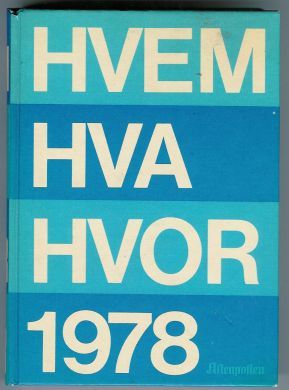 HVEM
HVA
HVOR
1978
Aftenposten